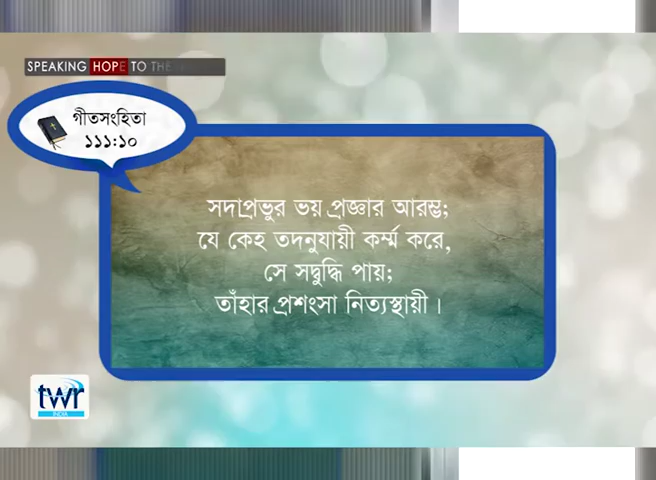 SPEAKING HOPE TO THE
গীতসংহিতা
১১১:১০
সদাপ্রভুর ভয় প্রজ্ঞার আরম্ভ;
যে কেহ তদনুযায়ী কর্ম্ম করে,
সে সদ্বুদ্ধি পায়;
তাঁহার প্রশংসা নিত্যস্থায়ী।
twr
INDIA